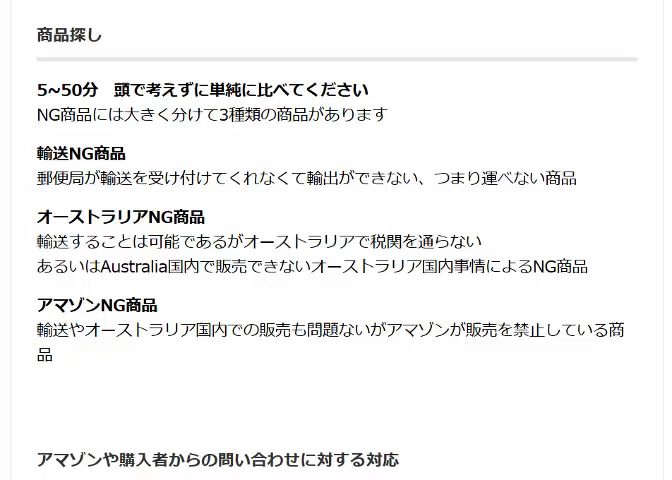 商品探し
5~50分　頭で考えずに単純に比べてください
NG商品には大きく分けて3種類の商品があります
輸送NG商品
郵便局が輸送を受け付けてくれなくて輸出ができない、つまり運べない商品
オーストラリアNG商品
輸送することは可能であるがオーストラリアで税関を通らない
あるいはAustralia国内で販売できないオーストラリア国内事情によるNG商品
アマゾンNG商品
輸送やオーストラリア国内での販売も問題ないがアマゾンが販売を禁止している商
品
アマゾンや購入者からの問い合わせに対する対応